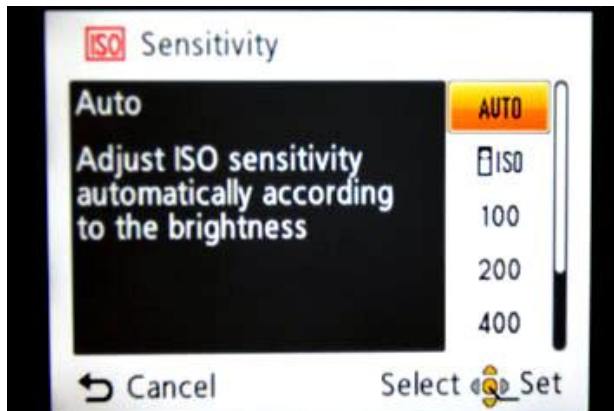 ISO Sensitivity
Auto
Adjust ISO sensitivity
automatically according
to the brightness
AUTO
ISO
100
200
400
Cancel
Select Set